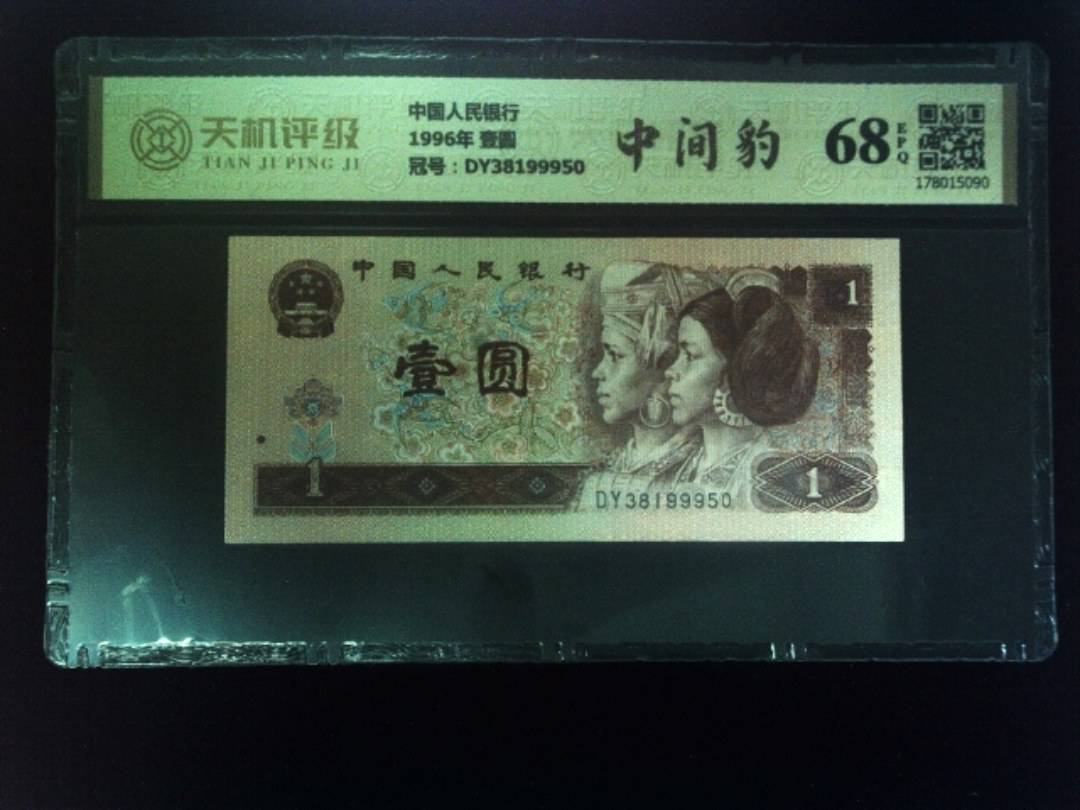 天机评级
TIAN JI PING JI
中国人民银行
1996年 壹圆
冠号：DY38199950
中间豹
68
EPQ
178015090
中国人民银行
1
壹圆
1
DY38199950
1